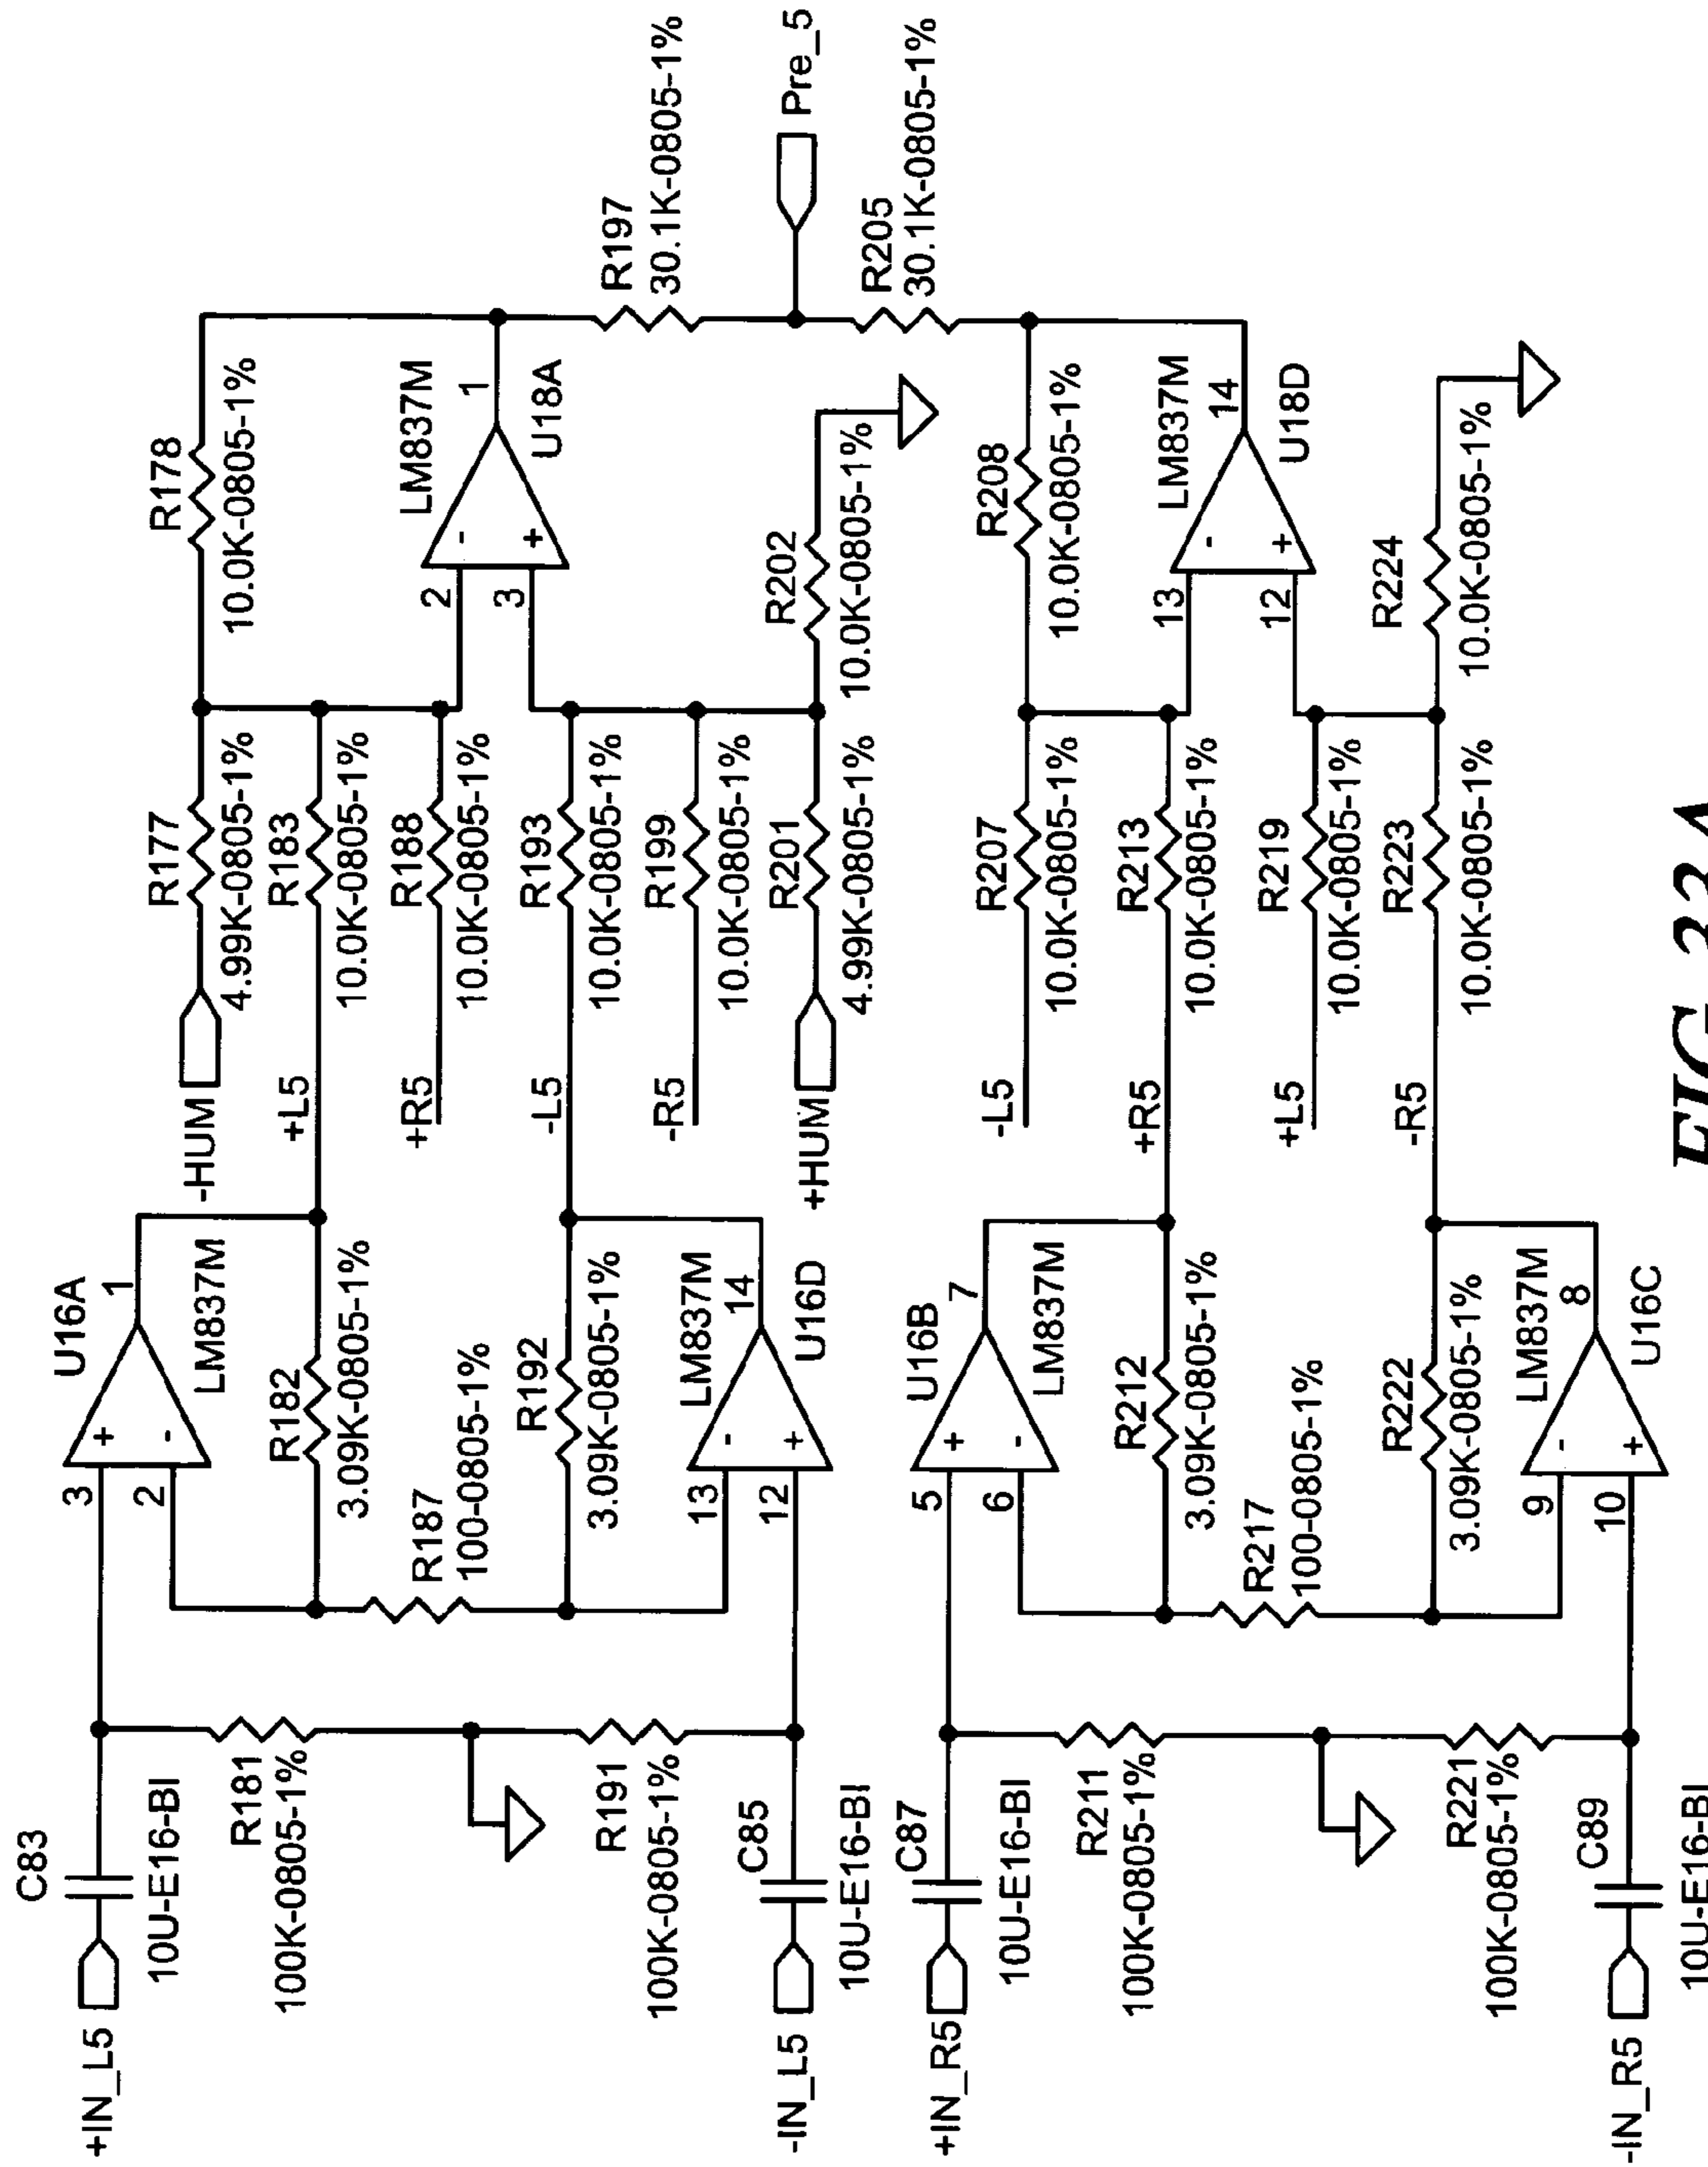 C83
+IN_L5
10U-E16-BI
R181
100K-0805-1%
R191
100K-0805-1%
C85
-IN_L5
10U-E16-BI
U16A
3
+
2
-
1
LM837M
R182
3.09K-0805-1%
R187
100-0805-1%
R192
3.09K-0805-1%
LM837M
13
-
12
+
14
U16D
-HUM
R177
4.99K-0805-1%
R178
10.0K-0805-1%
+L5
R183
10.0K-0805-1%
+R5
R188
10.0K-0805-1%
-L5
R193
10.0K-0805-1%
-R5
R199
10.0K-0805-1%
+HUM
R201
4.99K-0805-1%
R202
10.0K-0805-1%
LM837M
2
-
3
+
1
U18A
R197
30.1K-0805-1%
Pre_5
R205
30.1K-0805-1%
C87
+IN_R5
10U-E16-BI
R211
100K-0805-1%
R221
100K-0805-1%
C89
-IN_R5
10U-E16-BI
U16B
5
+
6
-
7
LM837M
R212
3.09K-0805-1%
R217
100-0805-1%
R222
3.09K-0805-1%
LM837M
9
-
10
+
8
U16C
-L5
R207
10.0K-0805-1%
R208
10.0K-0805-1%
+R5
R213
10.0K-0805-1%
+L5
R219
10.0K-0805-1%
-R5
R223
10.0K-0805-1%
R224
10.0K-0805-1%
LM837M
13
-
12
+
14
U18D